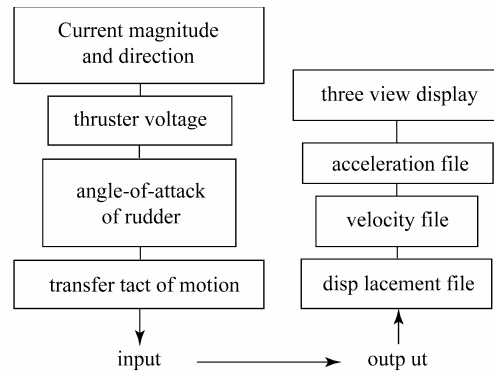 Current magnitude
and direction
thruster voltage
angle-of-attack
of rudder
transfer tact of motion
input
three view display
acceleration file
velocity file
disp lacement file
outp ut